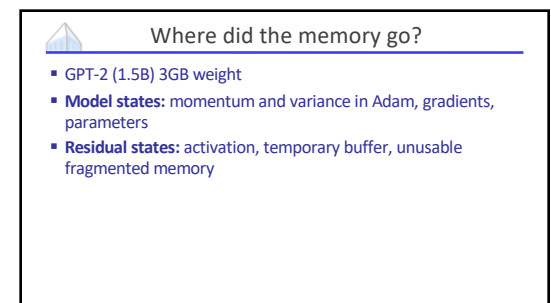 Where did the memory go?
▪ GPT-2 (1.5B) 3GB weight
▪ Model states: momentum and variance in Adam, gradients,
parameters
▪ Residual states: activation, temporary buffer, unusable
fragmented memory